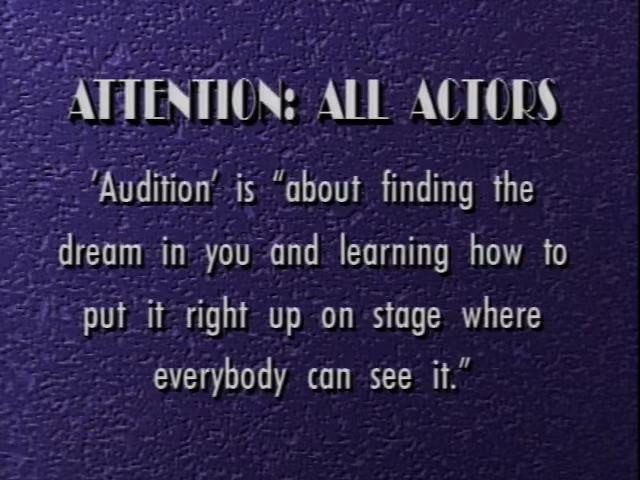 ATTENTION: ALL ACTORS
'Audition' is “about finding the
dream in you and learning how to
put it right up on stage where
everybody can see it.”